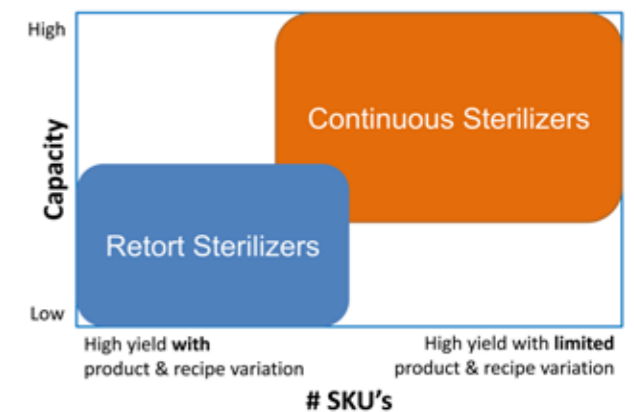 High
Continuous Sterilizers
Capacity
Retort Sterilizers
Low
High yield with
product & recipe variation
High yield with limited
product & recipe variation
# SKU's